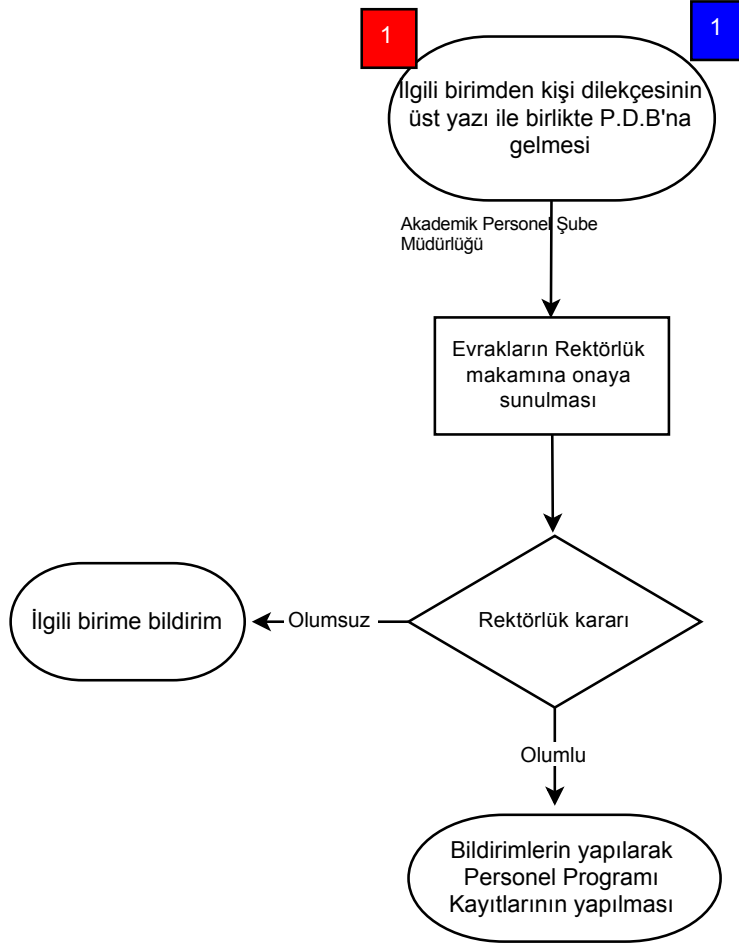 1
1
İlgili birimden kişi dilekçesinin
üst yazı ile birlikte P.D.B'na
gelmesi
Akademik Personel Şube
Müdürlüğü
Evrakların Rektörlük
makamına onaya
sunulması
İlgili birime bildirim
Olumsuz
Rektörlük kararı
Olumlu
Bildirimlerin yapılarak
Personel Programı
Kayıtlarının yapılması